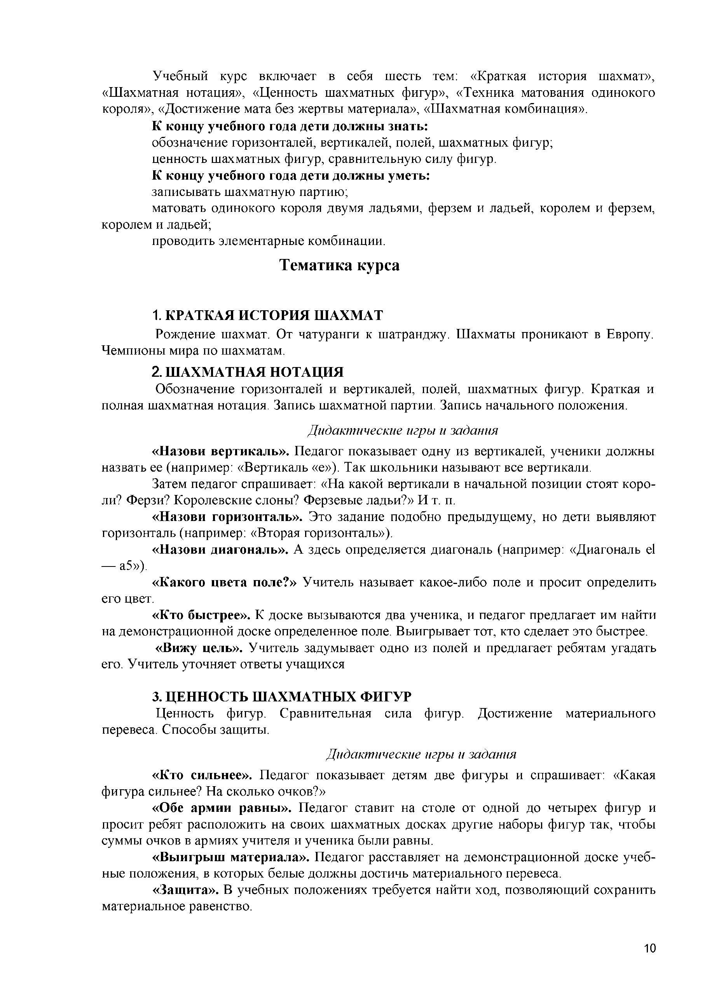 Учебный курс включает в себя шесть тем: «Краткая история шахмат»,
«Шахматная нотация», «Ценность шахматных фигур», «Техника матования одинокого
короля», «Достижение мата без жертвы материала», «Шахматная комбинация».
К концу учебного года дети должны знать:
обозначение горизонталей, вертикалей, полей, шахматных фигур;
ценность шахматных фигур, сравнительную силу фигур.
К концу учебного года дети должны уметь:
записывать шахматную партию;
матовать одинокого короля двумя ладьями, ферзем и ладьей, королем и ферзем,
королем и ладьей;
проводить элементарные комбинации.
Тематика курса
1. КРАТКАЯ ИСТОРИЯ ШАХМАТ
Рождение шахмат. От чатуранги к шатранджу. Шахматы проникают в Европу.
Чемпионы мира по шахматам.
2. ШАХМАТНАЯ НОТАЦИЯ
Обозначение горизонталей и вертикалей, полей, шахматных фигур. Краткая и
полная шахматная нотация. Запись шахматной партии. Запись начального положения.
Дидактические игры и задания
«Назови вертикаль». Педагог показывает одну из вертикалей, ученики должны
назвать ее (например: «Вертикаль «е»). Так школьники называют все вертикали.
Затем педагог спрашивает: «На какой вертикали в начальной позиции стоят коро-
ли? Ферзи? Королевские слоны? Ферзевые ладьи?» И т. п.
«Назови горизонталь». Это задание подобно предыдущему, но дети выявляют
горизонталь (например: «Вторая горизонталь»).
«Назови диагональ». А здесь определяется диагональ (например: «Диагональ el
— a5»).
«Какого цвета поле?» Учитель называет какое-либо поле и просит определить
его цвет.
«Кто быстрее». К доске вызываются два ученика, и педагог предлагает им найти
на демонстрационной доске определенное поле. Выигрывает тот, кто сделает это быстрее.
«Вижу цель». Учитель задумывает одно из полей и предлагает ребятам угадать
его. Учитель уточняет ответы учащихся
3. ЦЕННОСТЬ ШАХМАТНЫХ ФИГУР
Ценность фигур. Сравнительная сила фигур. Достижение материального
перевеса. Способы защиты.
Дидактические игры и задания
«Кто сильнее». Педагог показывает детям две фигуры и спрашивает: «Какая
фигура сильнее? На сколько очков?»
«Обе армии равны». Педагог ставит на столе от одной до четырех фигур и
просит ребят расположить на своих шахматных досках другие наборы фигур так, чтобы
суммы очков в армиях учителя и ученика были равны.
«Выигрыш материала». Педагог расставляет на демонстрационной доске учеб-
ные положения, в которых белые должны достичь материального перевеса.
«Защита». В учебных положениях требуется найти ход, позволяющий сохранить
материальное равенство.
10